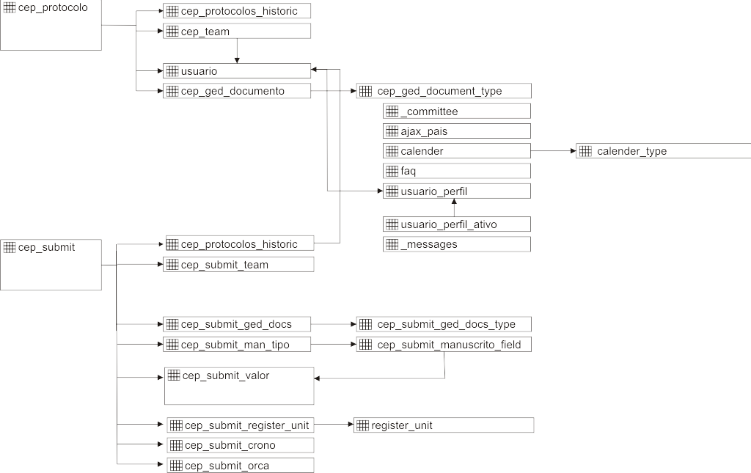 cep_protocolo
cep_protocolos_historic
cep_team
usuario
cep_ged_documento
cep_ged_document_type
_committee
ajax_pais
calender
calender_type
faq
usuario_perfil
usuario_perfil_ativo
_messages
cep_submit
cep_protocolos_historic
cep_submit_team
cep_submit_ged_docs
cep_submit_ged_docs_type
cep_submit_man_tipo
cep_submit_manuscrito_field
cep_submit_valor
cep_submit_register_unit
register_unit
cep_submit_crono
cep_submit_orca